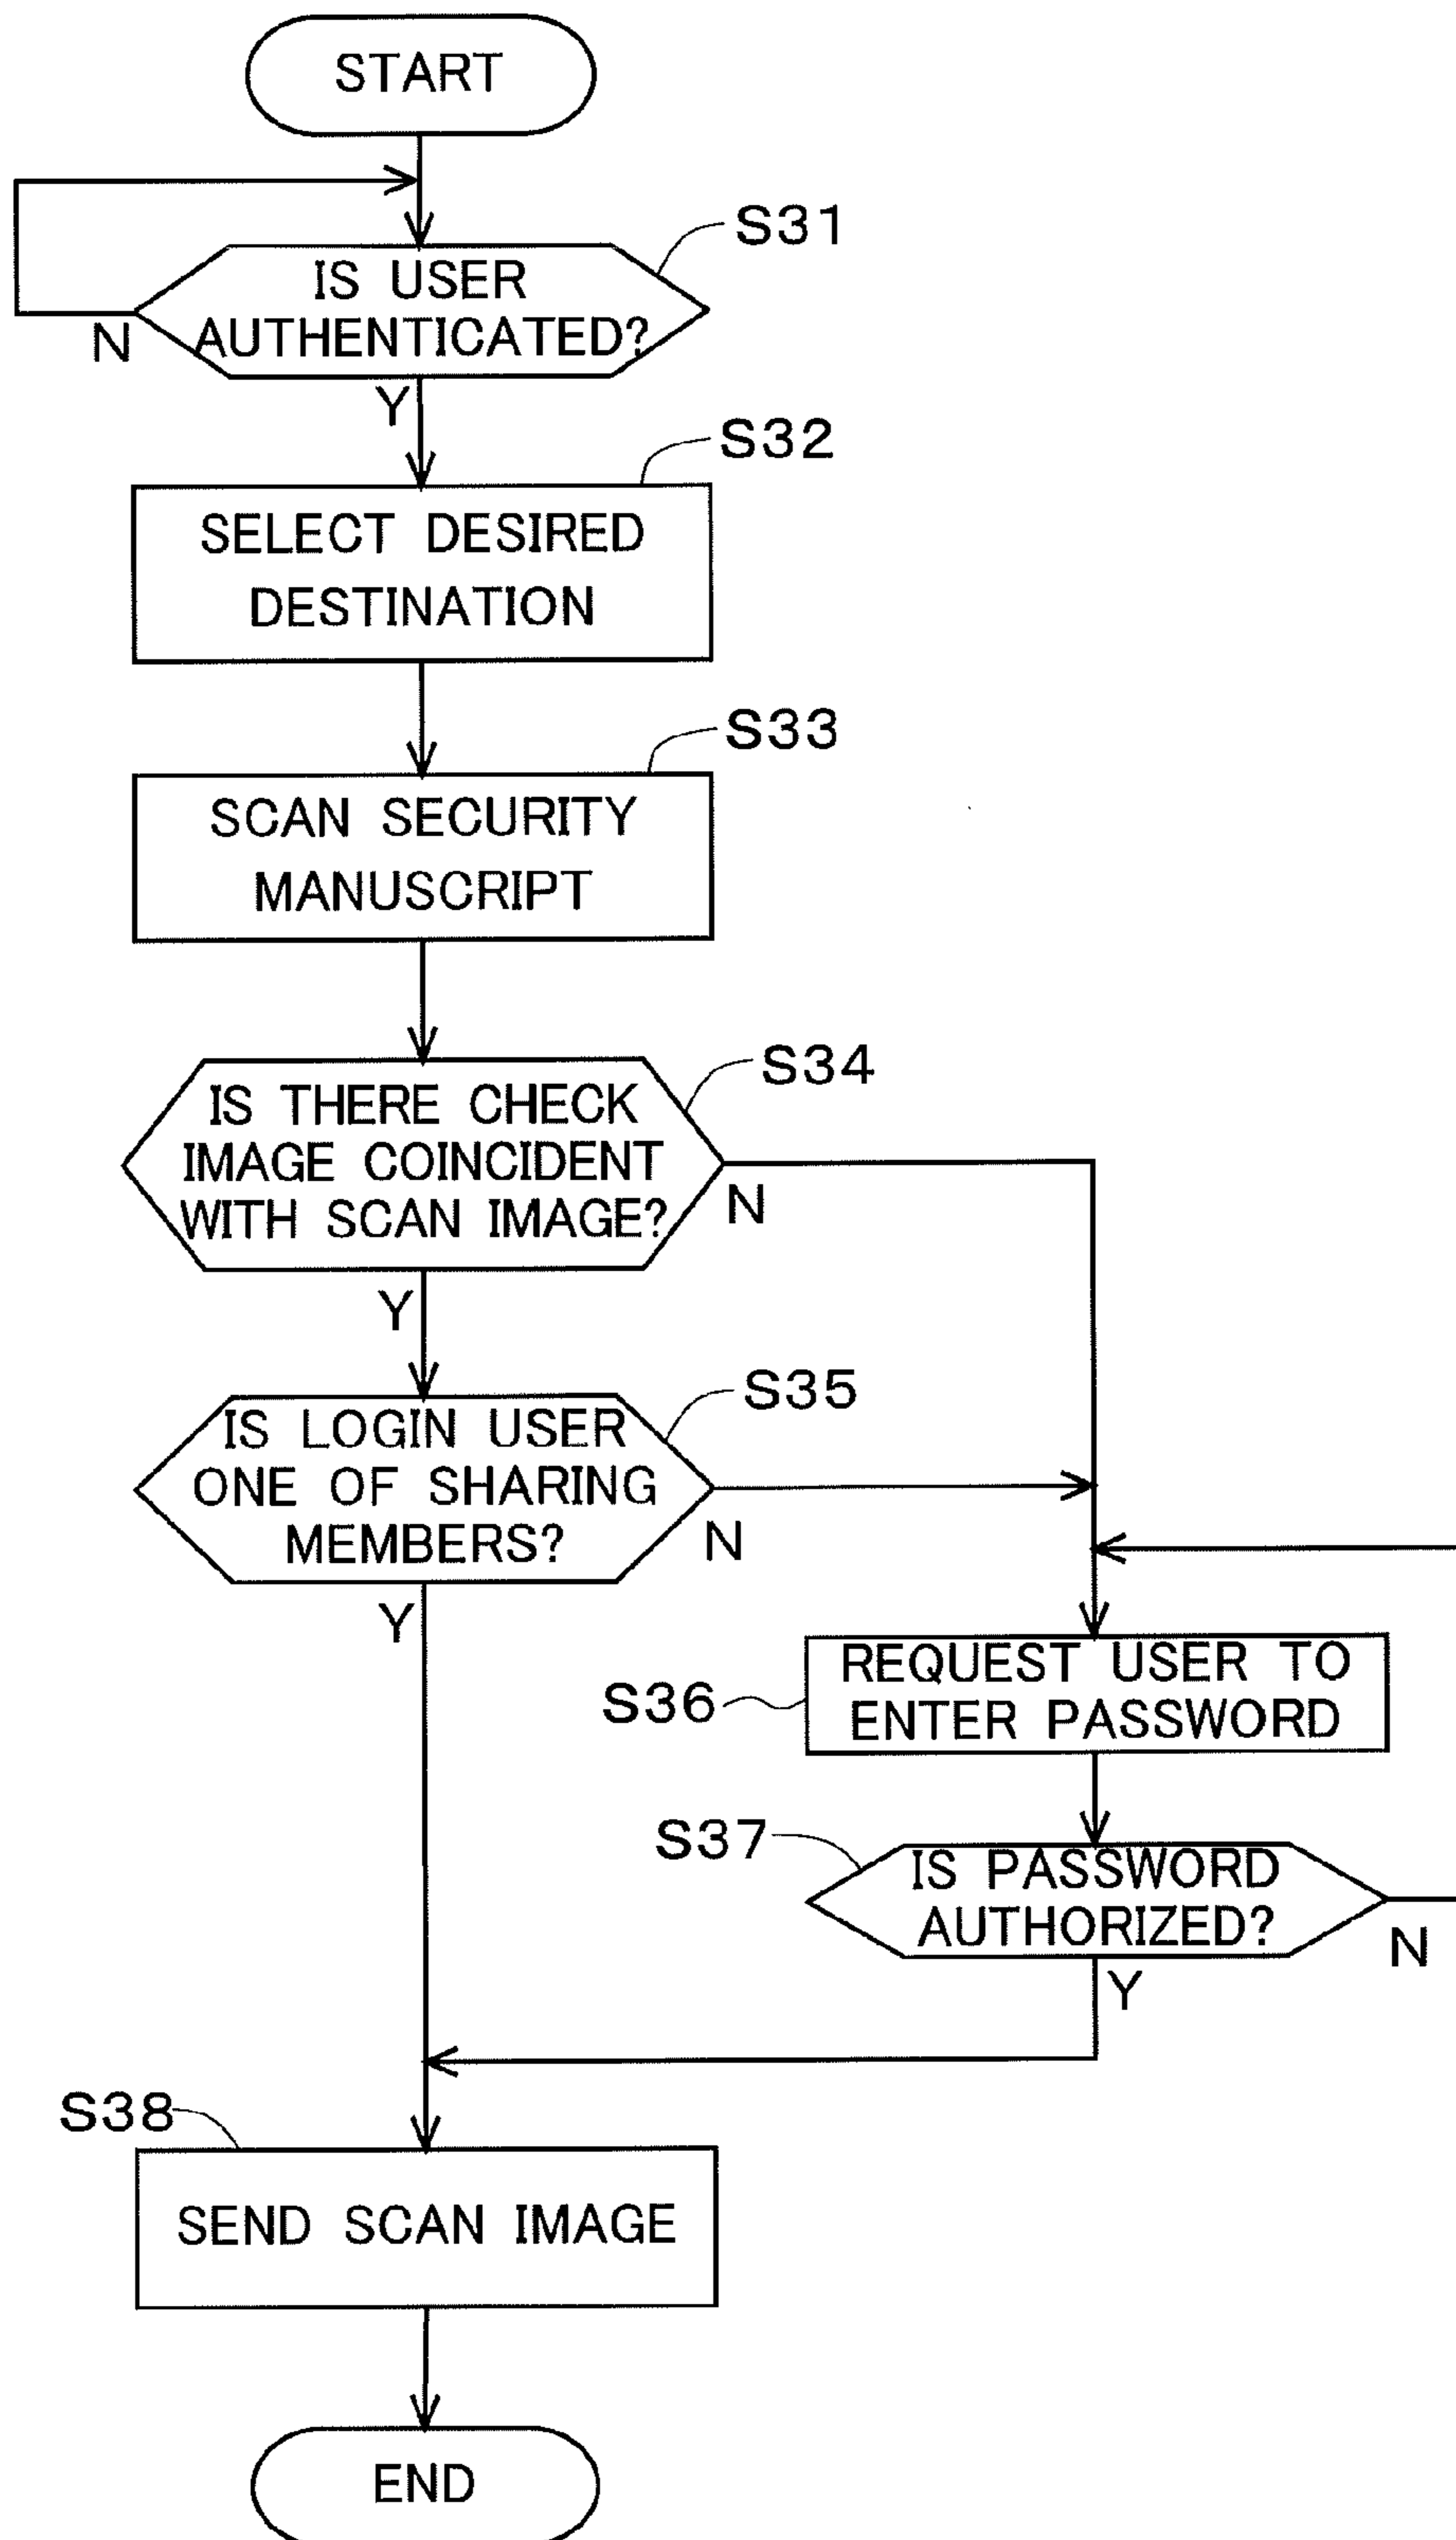 START
S31
IS USER
AUTHENTICATED?
N
Y
S32
SELECT DESIRED
DESTINATION
S33
SCAN SECURITY
MANUSCRIPT
S34
IS THERE CHECK
IMAGE COINCIDENT
WITH SCAN IMAGE?
N
Y
S35
IS LOGIN USER
ONE OF SHARING
MEMBERS?
N
Y
S36
REQUEST USER TO
ENTER PASSWORD
S37
IS PASSWORD
AUTHORIZED?
N
Y
S38
SEND SCAN IMAGE
END